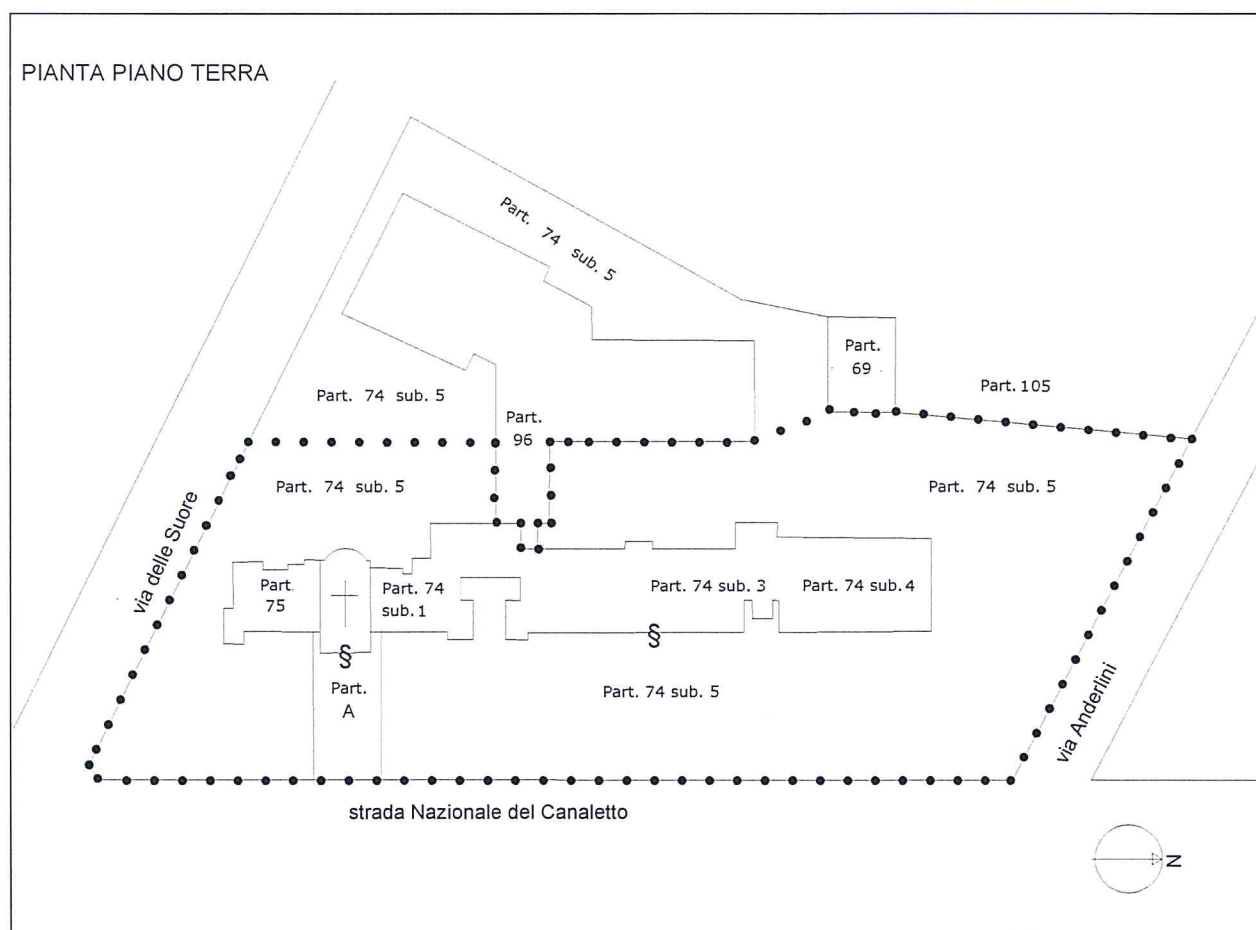 PIANTA PIANO TERRA
Part. 74 sub. 5
Part.
69
Part. 105
Part. 74 sub. 5
Part.
96
Part. 74 sub. 5
Part. 74 sub. 5
via delle Suore
Part.
75
Part. 74
sub. 1
Part. 74 sub. 3
Part. 74 sub. 4
§
§
Part.
A
Part. 74 sub. 5
via Anderlini
strada Nazionale del Canaletto
N